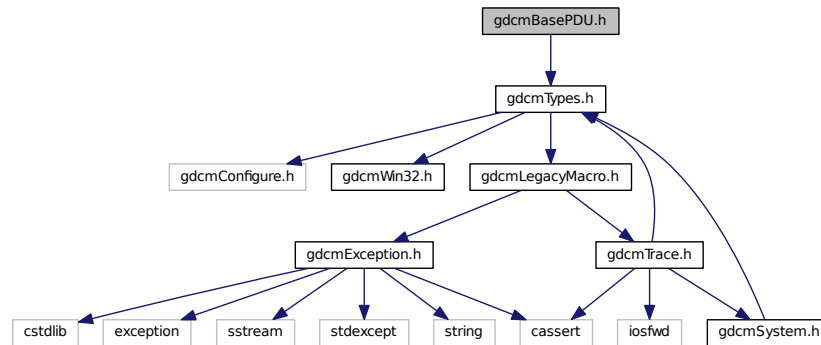 gdcmBasePDU.h
gdcmTypes.h
gdcmConfigure.h
gdcmWin32.h
gdcmLegacyMacro.h
gdcmException.h
gdcmTrace.h
cstdlib
exception
sstream
stdexcept
string
cassert
iosfwd
gdcmSystem.h